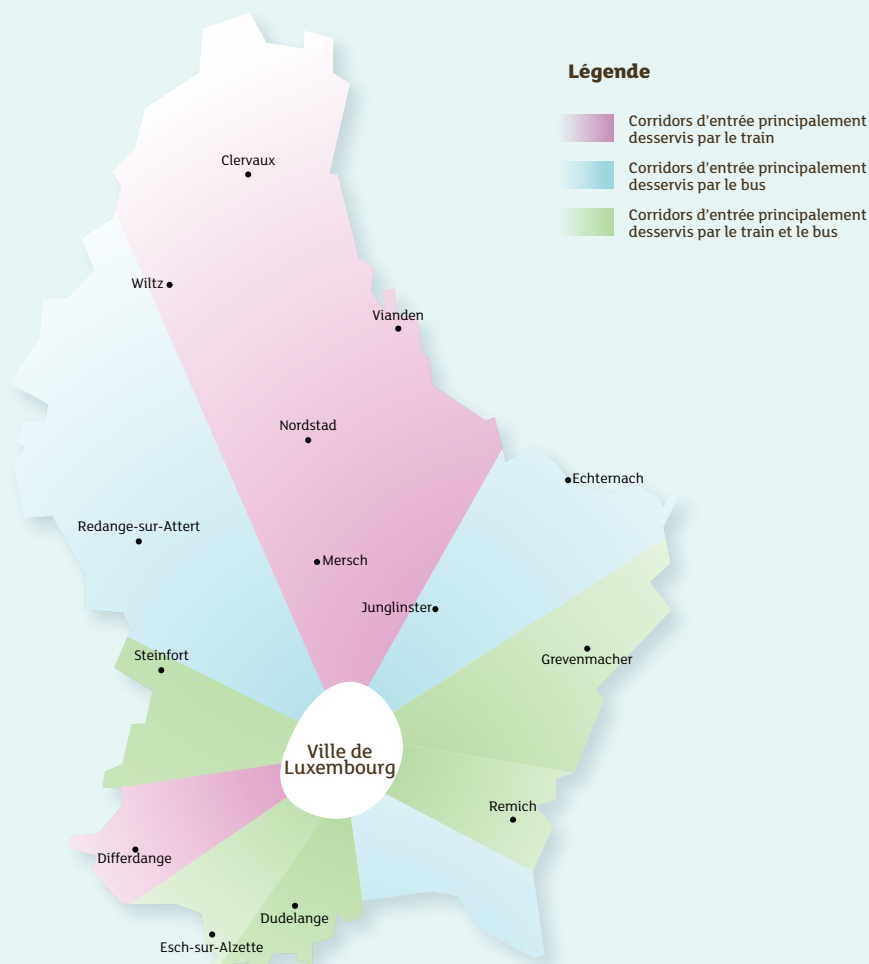 Légende
Corridors d'entrée principalement
desservis par le train
Corridors d'entrée principalement
desservis par le bus
Corridors d'entrée principalement
desservis par le train et le bus
Clervaux
Wiltz
Vianden
Nordstad
Echternach
Redange-sur-Attert
Mersch
Junglinster
Steinfort
Grevenmacher
Ville de
Luxembourg
Remich
Differdange
Dudelange
Esch-sur-Alzette